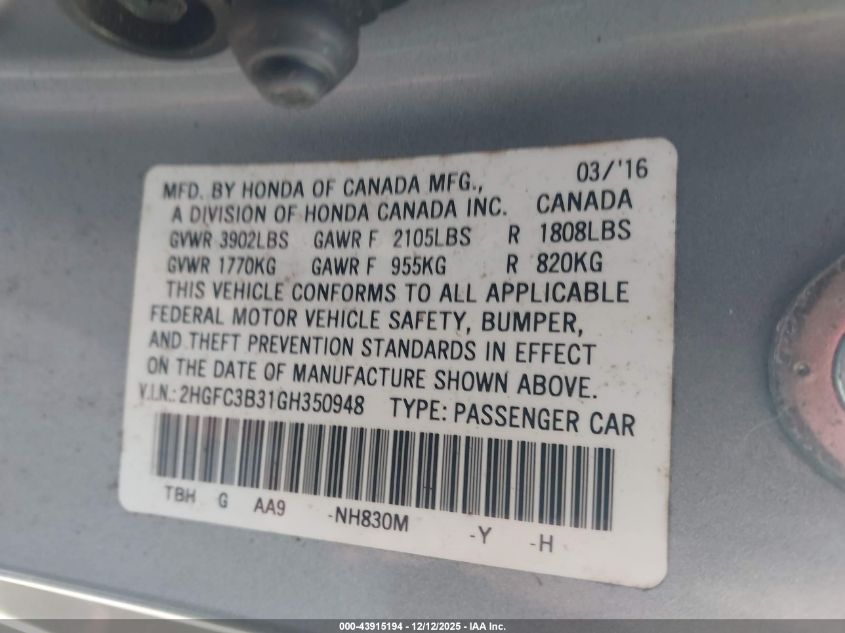 MFD. BY HONDA OF CANADA MFG., 03/'16
A DIVISION OF HONDA CANADA INC. CANADA
GVWR 3902LBS GAWR F 2105LBS R 1808LBS
GVWR 1770KG GAWR F 955KG R 820KG
THIS VEHICLE CONFORMS TO ALL APPLICABLE
FEDERAL MOTOR VEHICLE SAFETY, BUMPER,
AND THEFT PREVENTION STANDARDS IN EFFECT
ON THE DATE OF MANUFACTURE SHOWN ABOVE.
V.I.N.: 2HGFC3B31GH350948 TYPE: PASSENGER CAR
TBH G AA9 -NH830M -Y -H
000-43915194 - 12/12/2025 - IAA Inc.